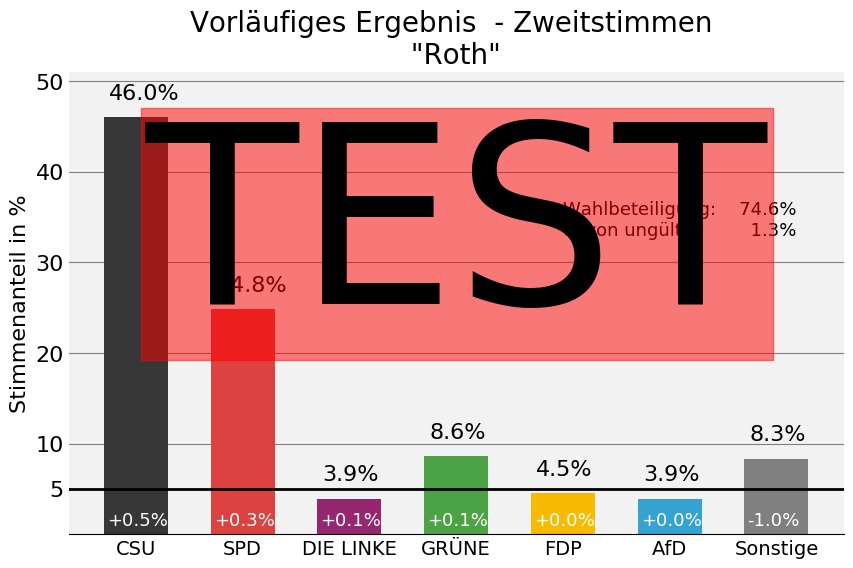 Vorläufiges Ergebnis - Zweitstimmen
"Roth"
Stimmenanteil in %
50
40
30
20
10
5
46.0%
4.8%
3.9%
8.6%
4.5%
3.9%
8.3%
TEST
Wahlbeteiligung: 74.6%
1.3%
+0.5%
+0.3%
+0.1%
+0.1%
+0.0%
+0.0%
-1.0%
CSU
SPD
DIE LINKE
GRÜNE
FDP
AfD
Sonstige